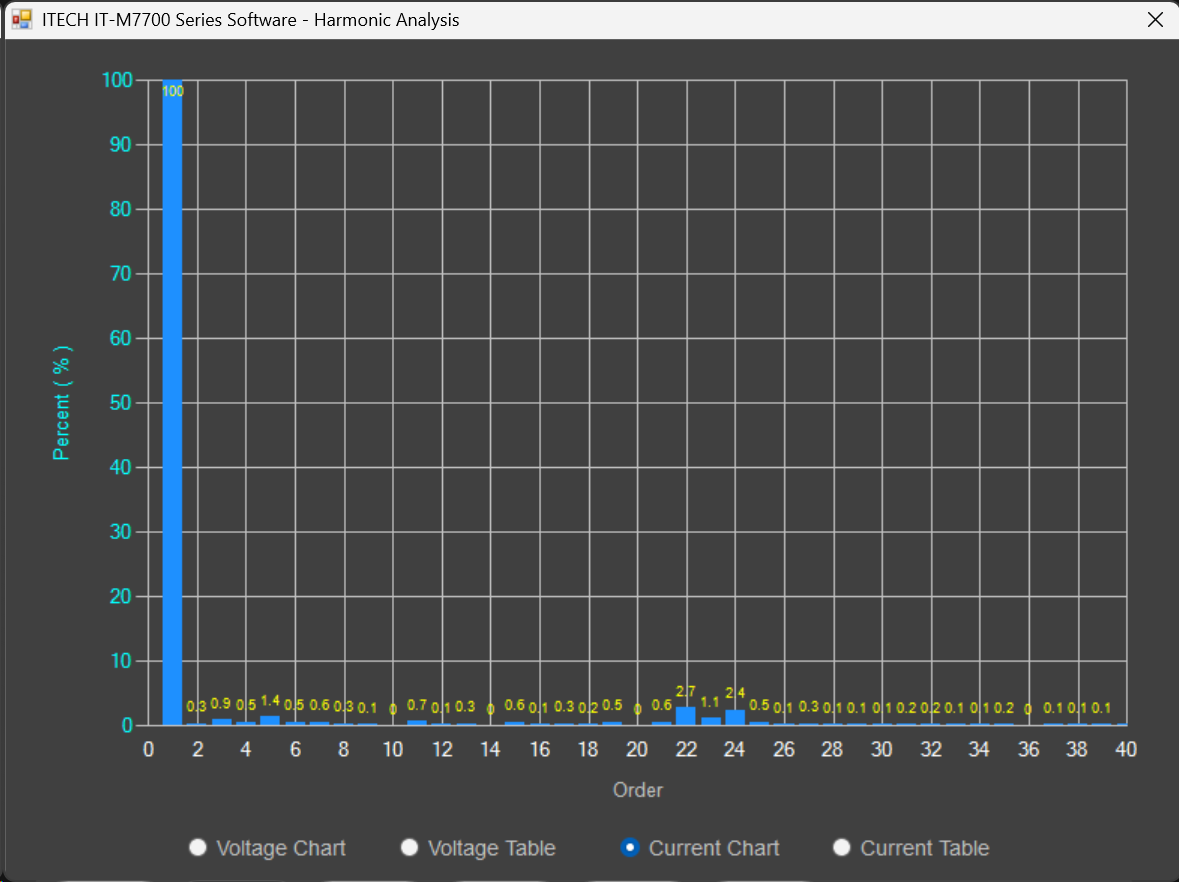 ITECH IT-M7700 Series Software - Harmonic Analysis
100
100
90
80
70
60
50
40
30
20
10
0
Percent ( % )
0.3 0.9 0.5 1.4 0.5 0.6 0.3 0.1 0 0.7 0.1 0.3 0 0.6 0.1 0.3 0.2 0.5 0 0.6 2.7 1.1 2.4 0.5 0.1 0.3 0.1 0.1 0.1 0.2 0.2 0.1 0.1 0.2 0 0.1 0.1 0.1
0 2 4 6 8 10 12 14 16 18 20 22 24 26 28 30 32 34 36 38 40
Order
Voltage Chart Voltage Table Current Chart Current Table